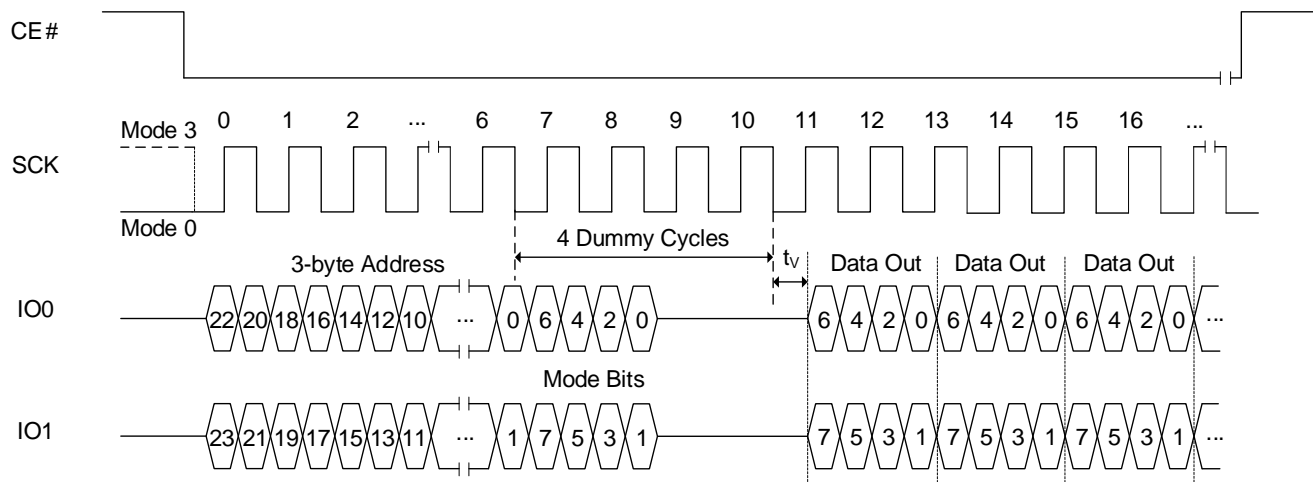 CE#
0 1 2 ... 6 7 8 9 10 11 12 13 14 15 16 ...
Mode 3
SCK
Mode 0
4 Dummy Cycles
tV
3-byte Address
Data Out Data Out Data Out
IO0
22 20 18 16 14 12 10 ... 0 6 4 2 0 6 4 2 0 6 4 2 0 6 4 2 0 ...
Mode Bits
IO1
23 21 19 17 15 13 11 ... 1 7 5 3 1 7 5 3 1 7 5 3 1 7 5 3 1 ...